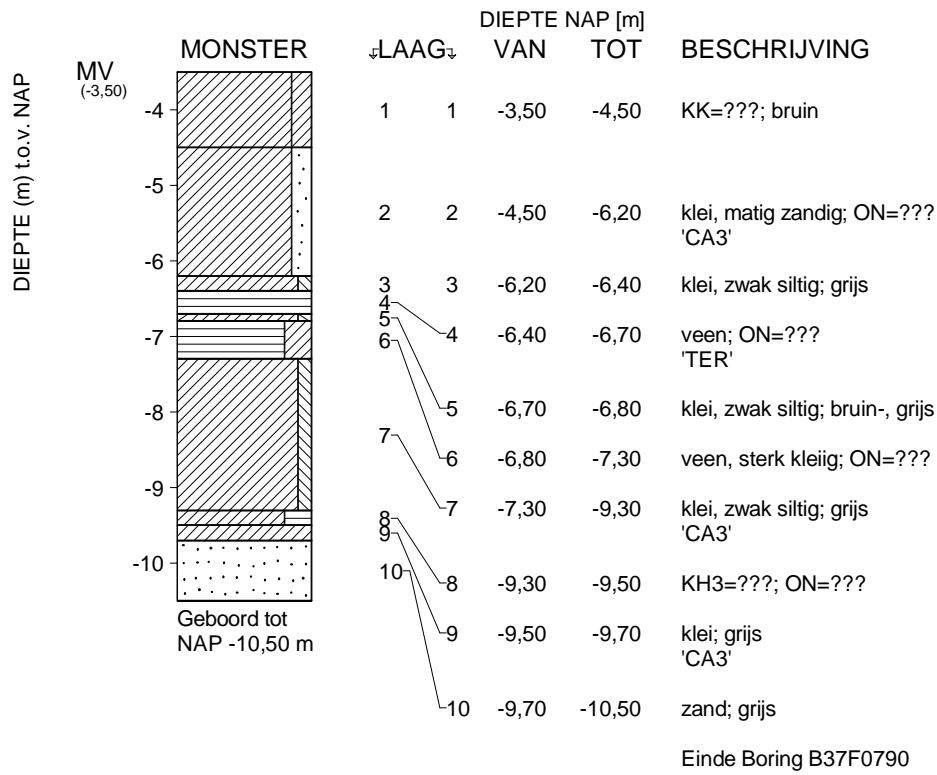 DIEPTE NAP [m]
MONSTER LAAG VAN TOT BESCHRIJVING
MV
(-3,50)
DIEPTE (m) t.o.v. NAP
-4
-5
-6
-7
-8
-9
-10
1 1 -3,50 -4,50 KK=???; bruin
2 2 -4,50 -6,20 klei, matig zandig; ON=???
'CA3'
3 3 -6,20 -6,40 klei, zwak siltig; grijs
4 4 -6,40 -6,70 veen; ON=???
'TER'
5 5 -6,70 -6,80 klei, zwak siltig; bruin-, grijs
6 6 -6,80 -7,30 veen, sterk kleiig; ON=???
7 7 -7,30 -9,30 klei, zwak siltig; grijs
'CA3'
8 8 -9,30 -9,50 KH3=???; ON=???
9 9 -9,50 -9,70 klei; grijs
'CA3'
10 10 -9,70 -10,50 zand; grijs
Geboord tot
NAP -10,50 m
Einde Boring B37F0790